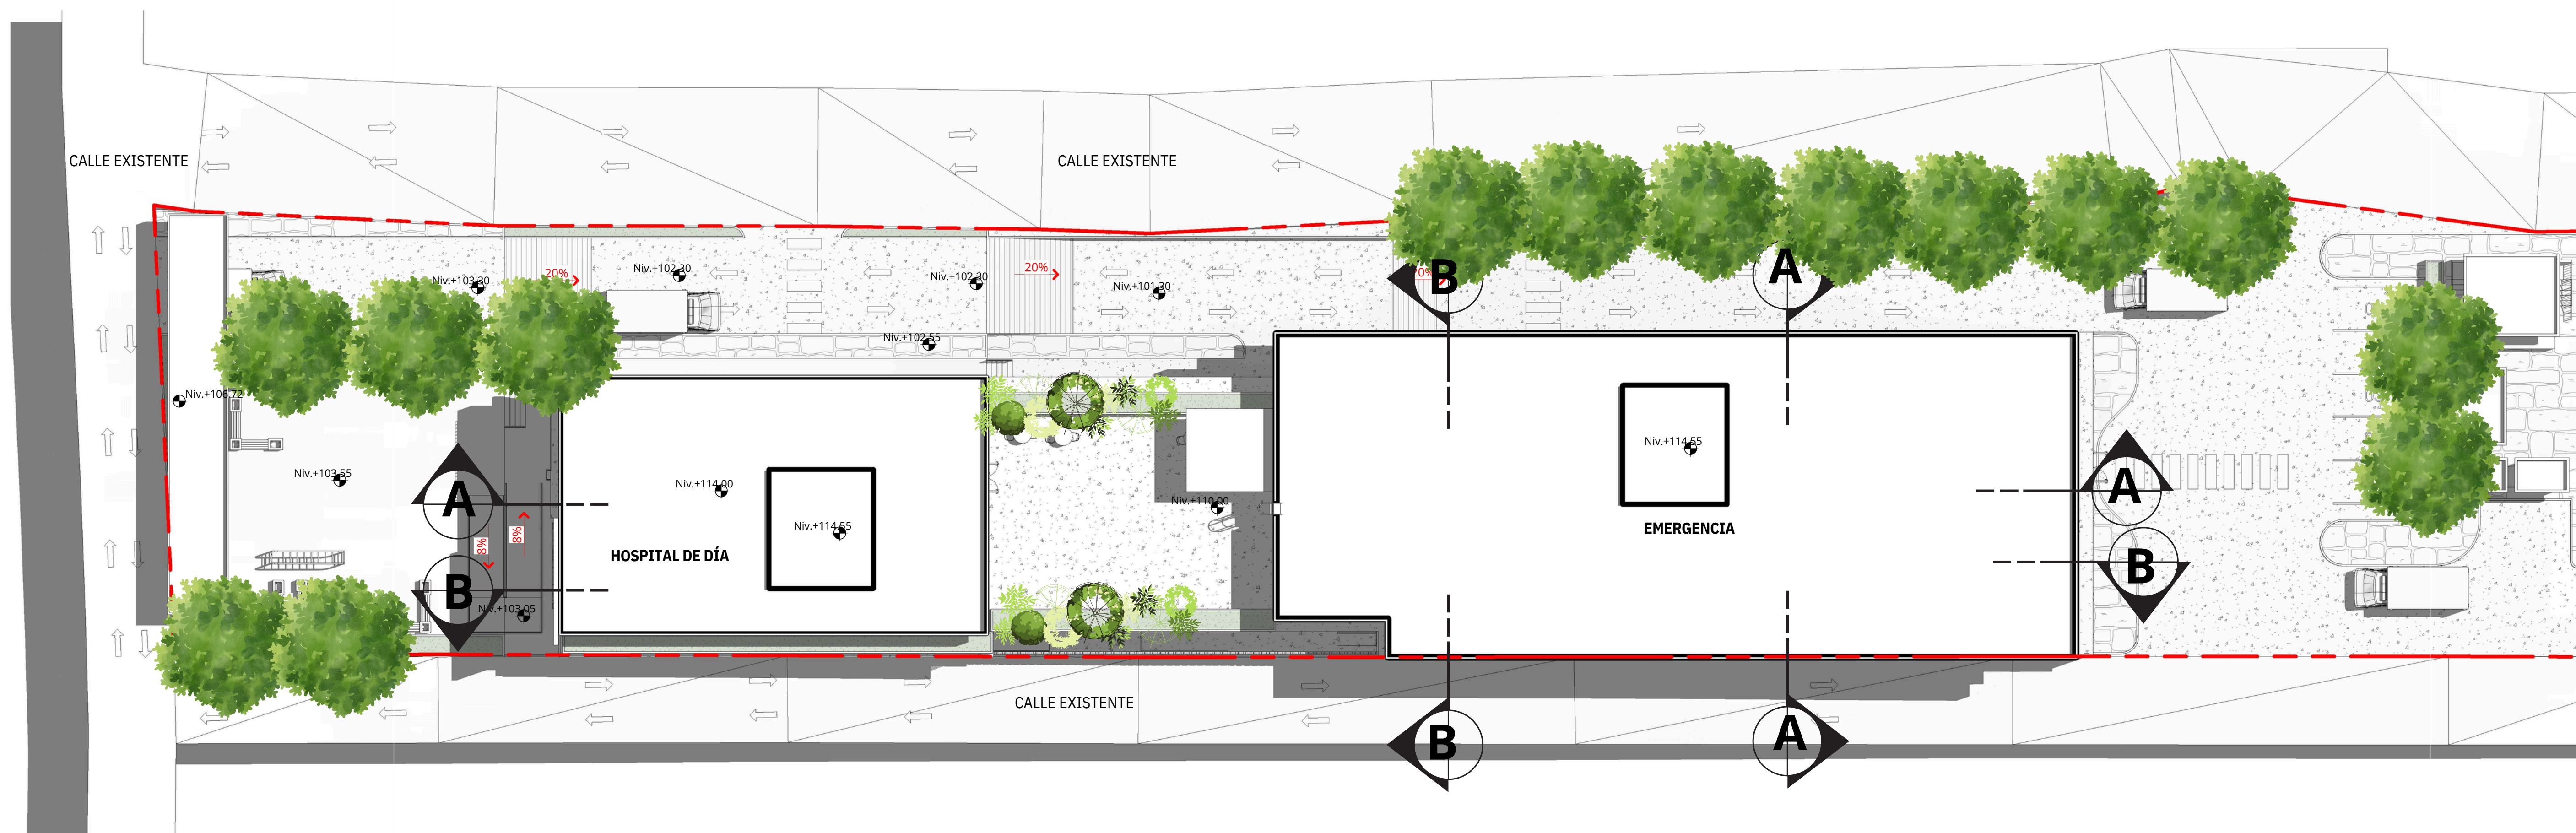 CALLE EXISTENTE
CALLE EXISTENTE
Niv.+103.30
20%
Niv.+102.30
Niv.+102.30
20%
Niv.+101.30
20%
B
A
Niv.+102.55
Niv.+106.72
Niv.+103.55
A
B
8%
8%
Niv.+103.05
Niv.+114.00
Niv.+114.55
HOSPITAL DE DÍA
Niv.+110.00
Niv.+114.55
EMERGENCIA
A
B
CALLE EXISTENTE
B
A